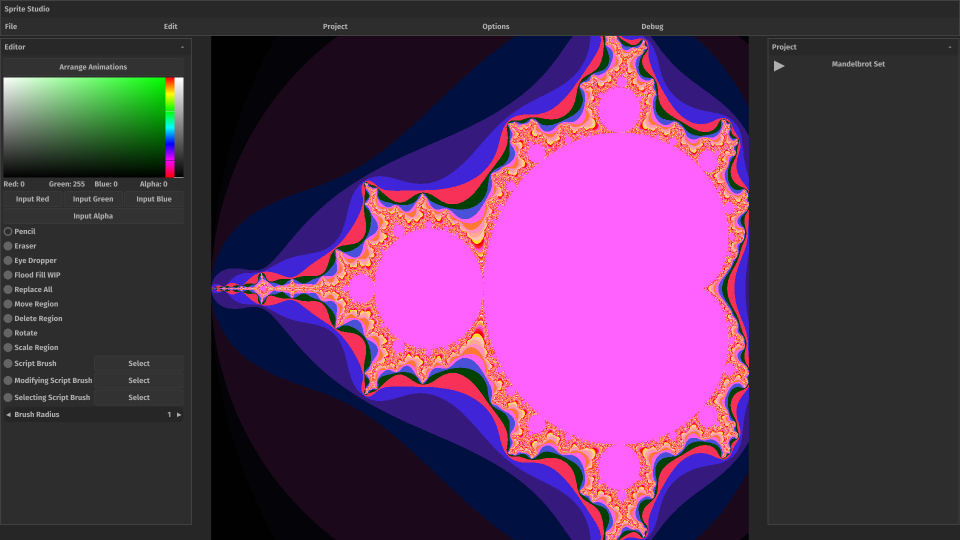 Sprite Studio
File Edit Project Options Debug
Editor -
Arrange Animations
Red: 0 Green: 255 Blue: 0 Alpha: 0
Input Red Input Green Input Blue
Input Alpha
Pencil
Eraser
Eye Dropper
Flood Fill WIP
Replace All
Move Region
Delete Region
Rotate
Scale Region
Script Brush Select
Modifying Script Brush Select
Selecting Script Brush Select
Brush Radius 1
Project -
Mandelbrot Set